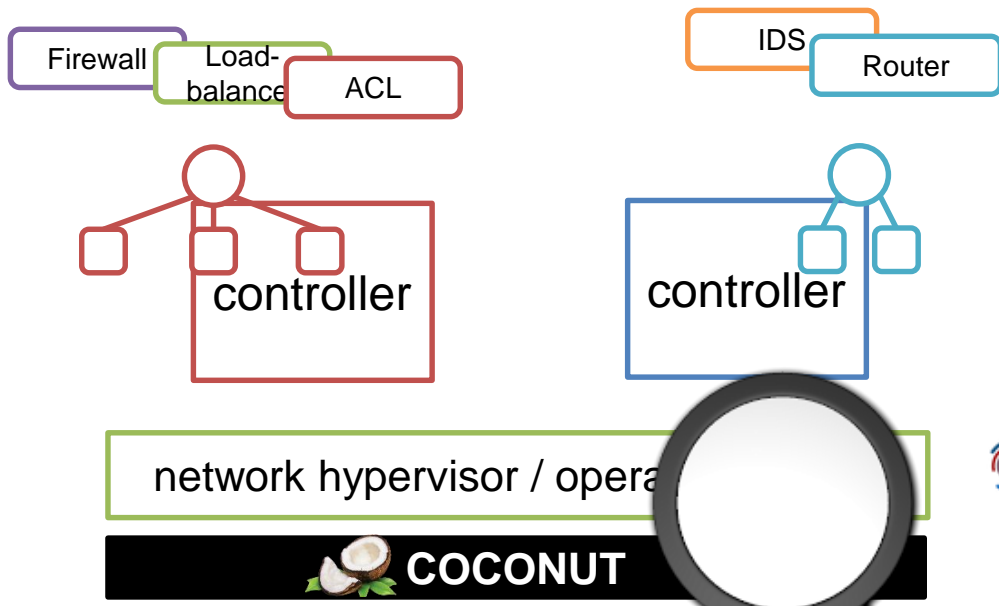 Firewall
Load-
balance
ACL
IDS
Router
controller
controller
network hypervisor / opera
COCONUT